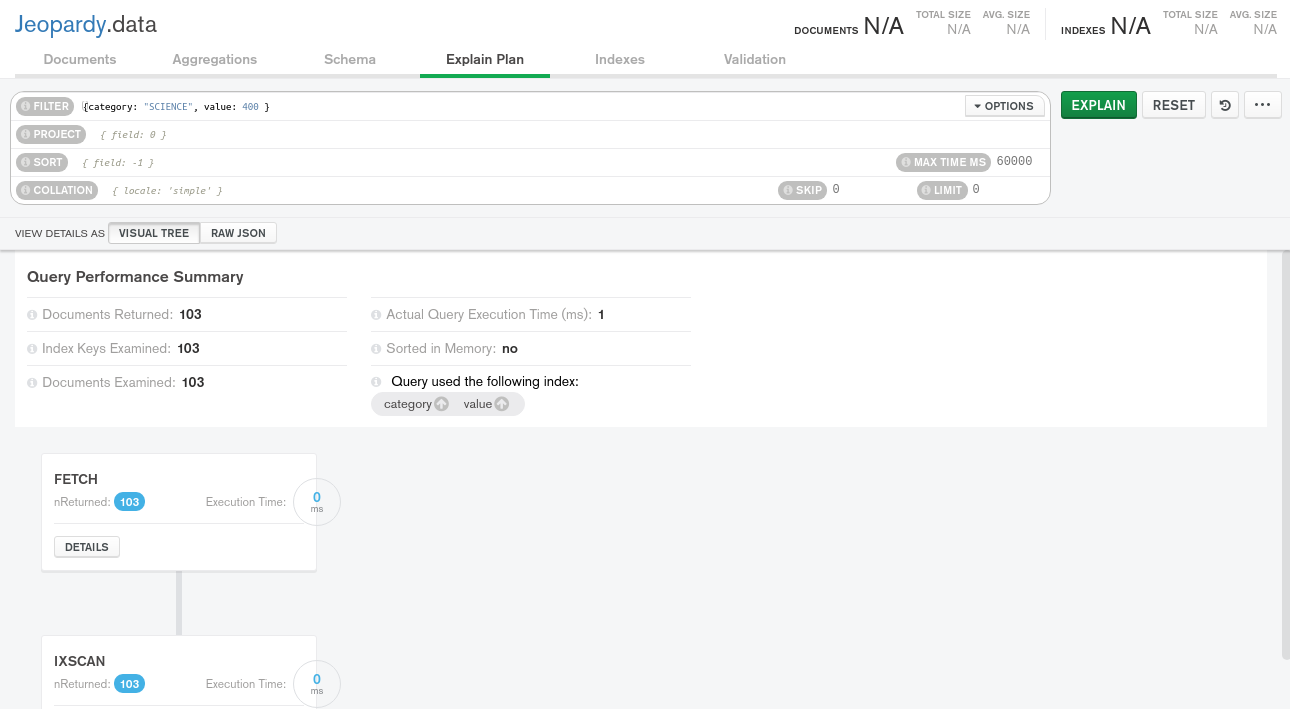 Jeopardy.data
DOCUMENTS N/A TOTAL SIZE N/A AVG. SIZE N/A INDEXES N/A TOTAL SIZE N/A AVG. SIZE N/A
Documents Aggregations Schema Explain Plan Indexes Validation
FILTER {category: "SCIENCE", value: 400 } OPTIONS EXPLAIN RESET
PROJECT { field: 0 }
SORT { field: -1 } MAX TIME MS 60000
COLLATION { locale: 'simple' } SKIP 0 LIMIT 0
VIEW DETAILS AS VISUAL TREE RAW JSON
Query Performance Summary
Documents Returned: 103 Actual Query Execution Time (ms): 1
Index Keys Examined: 103 Sorted in Memory: no
Documents Examined: 103 Query used the following index:
category value
FETCH
nReturned: 103 Execution Time: 0 ms
DETAILS
IXSCAN
nReturned: 103 Execution Time: 0 ms